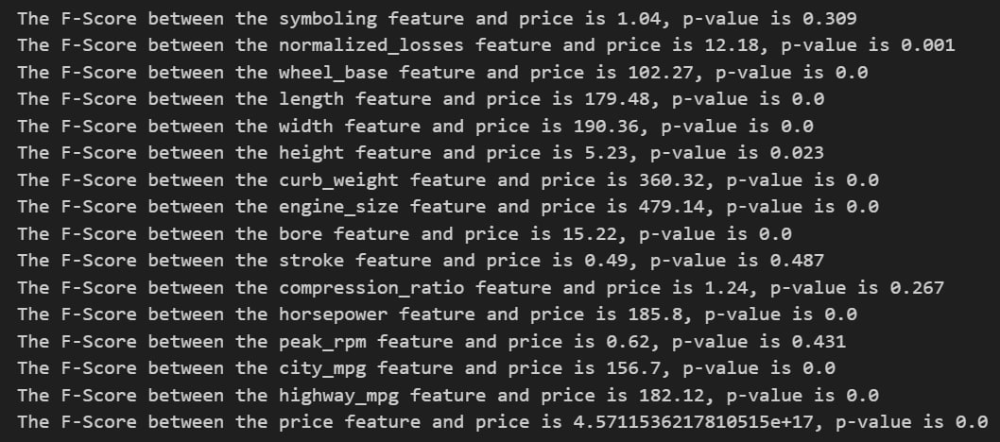 The F-Score between the symboling feature and price is 1.04, p-value is 0.309
The F-Score between the normalized_losses feature and price is 12.18, p-value is 0.001
The F-Score between the wheel_base feature and price is 102.27, p-value is 0.0
The F-Score between the length feature and price is 179.48, p-value is 0.0
The F-Score between the width feature and price is 190.36, p-value is 0.0
The F-Score between the height feature and price is 5.23, p-value is 0.023
The F-Score between the curb_weight feature and price is 360.32, p-value is 0.0
The F-Score between the engine_size feature and price is 479.14, p-value is 0.0
The F-Score between the bore feature and price is 15.22, p-value is 0.0
The F-Score between the stroke feature and price is 0.49, p-value is 0.487
The F-Score between the compression_ratio feature and price is 1.24, p-value is 0.267
The F-Score between the horsepower feature and price is 185.8, p-value is 0.0
The F-Score between the peak_rpm feature and price is 0.62, p-value is 0.431
The F-Score between the city_mpg feature and price is 156.7, p-value is 0.0
The F-Score between the highway_mpg feature and price is 182.12, p-value is 0.0
The F-Score between the price feature and price is 4.5711536217810515e+17, p-value is 0.0